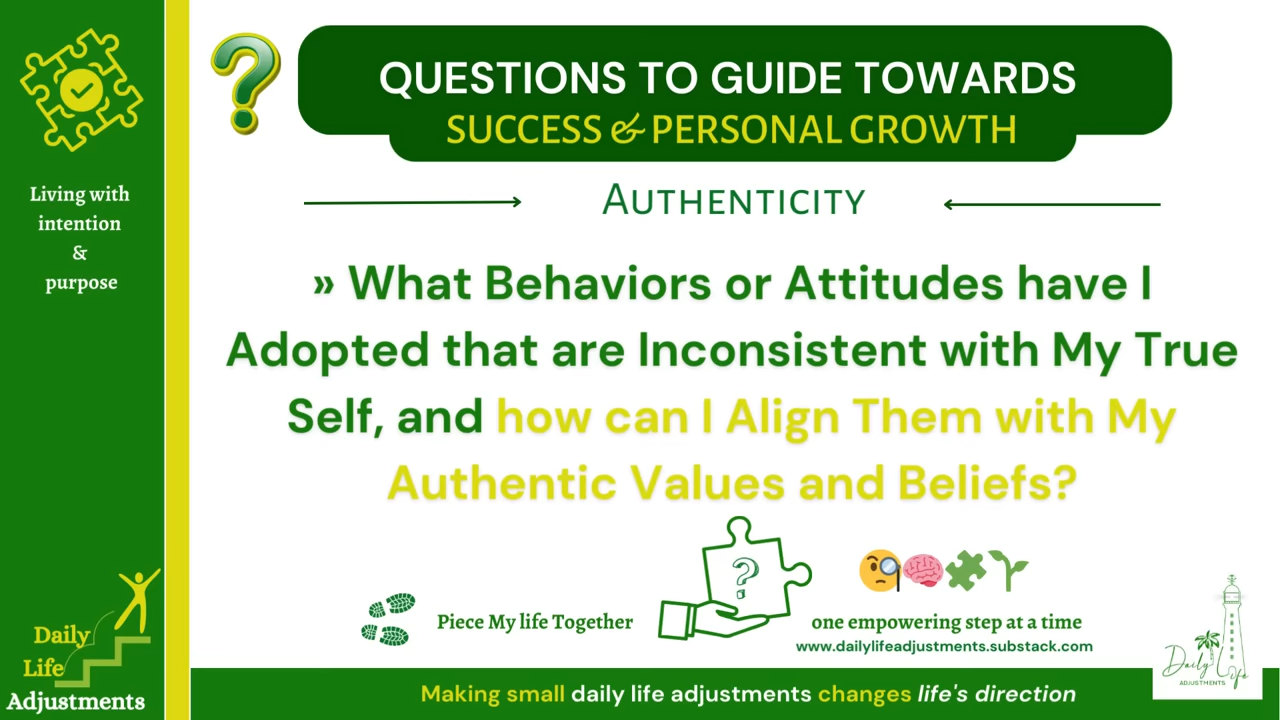 Living with
intention
&
purpose
Daily
Life
Adjustments
?
QUESTIONS TO GUIDE TOWARDS
SUCCESS & PERSONAL GROWTH
AUTHENTICITY
» What Behaviors or Attitudes have I
Adopted that are Inconsistent with My True
Self, and how can I Align Them with My
Authentic Values and Beliefs?
?
Piece My life Together
one empowering step at a time
www.dailylifeadjustments.substack.com
Making small daily life adjustments changes life's direction
Daily Life
ADJUSTMENTS